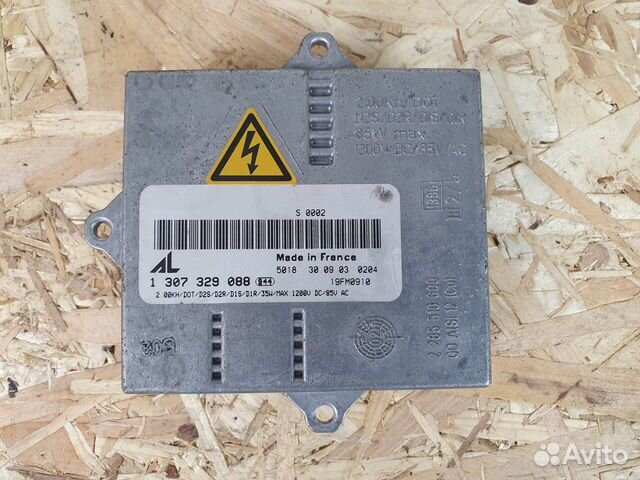 2.00KH/DOT
D2S/D2R/D1S/D1R
35W max
1200V DC/85V AC
S 0002
Made in France
AL
5018 30 09 03 0204
1 307 329 088
19FM0910
2.00KH/DOT/D2S/D2R/D1S/D1R/35W/MAX 1200V DC/85V AC
Avito